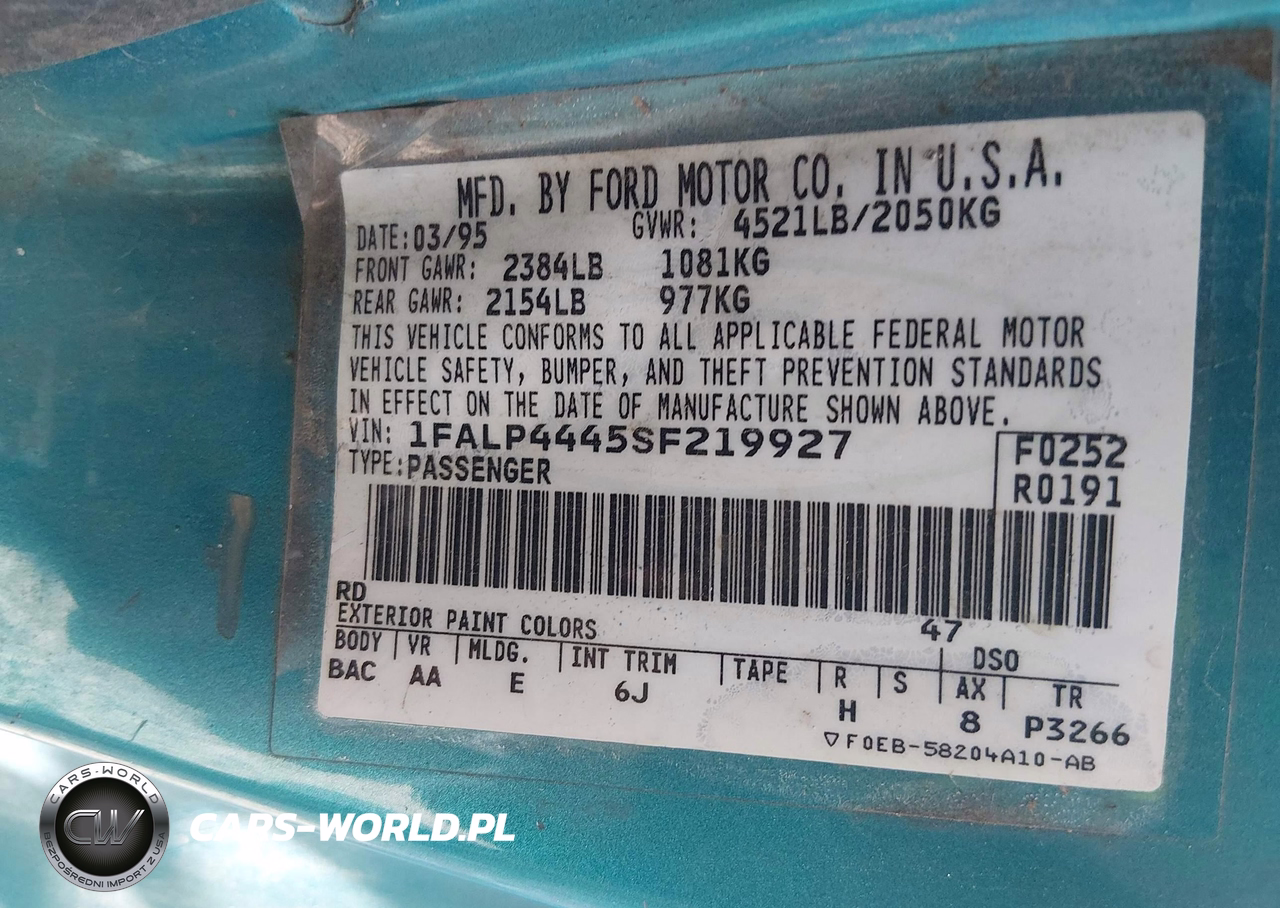 MFD. BY FORD MOTOR CO. IN U.S.A.
DATE:03/95 GVWR: 4521LB/2050KG
FRONT GAWR: 2384LB 1081KG
REAR GAWR: 2154LB 977KG
THIS VEHICLE CONFORMS TO ALL APPLICABLE FEDERAL MOTOR
VEHICLE SAFETY, BUMPER, AND THEFT PREVENTION STANDARDS
IN EFFECT ON THE DATE OF MANUFACTURE SHOWN ABOVE.
VIN: 1FALP4445SF219927 F0252
TYPE:PASSENGER R0191
RD
EXTERIOR PAINT COLORS 47 DSO
BODY VR MLDG. INT TRIM TAPE R S AX TR
BAC AA E 6J H 8 P3266
▽F0EB-58204A10-AB
CARS-WORLD
CW
BEZPOŚREDNI IMPORT Z USA
CARS-WORLD.PL